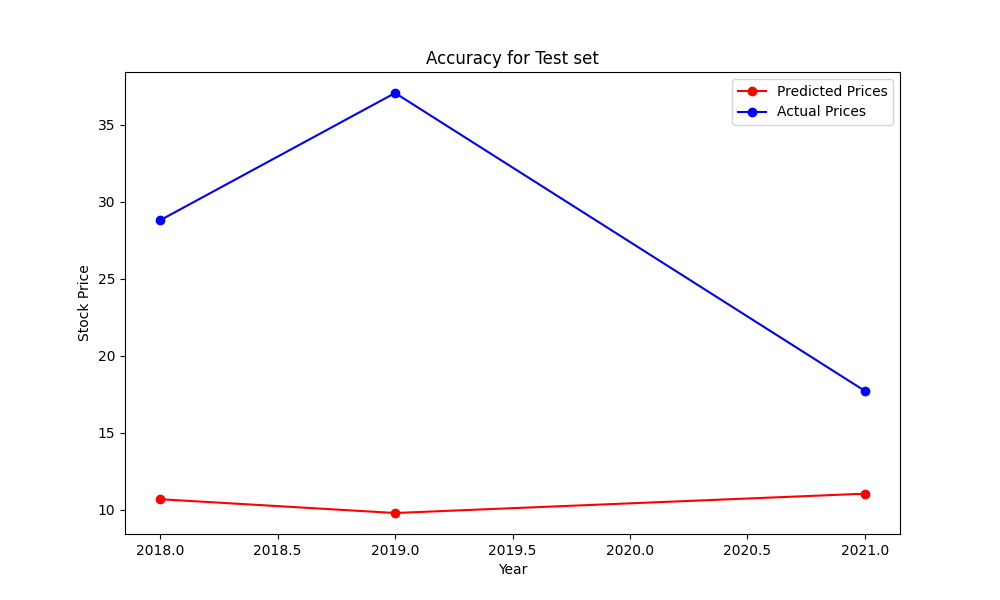 Accuracy for Test set
Predicted Prices
Actual Prices
35
30
25
20
15
10
Stock Price
2018.0
2018.5
2019.0
2019.5
2020.0
2020.5
2021.0
Year